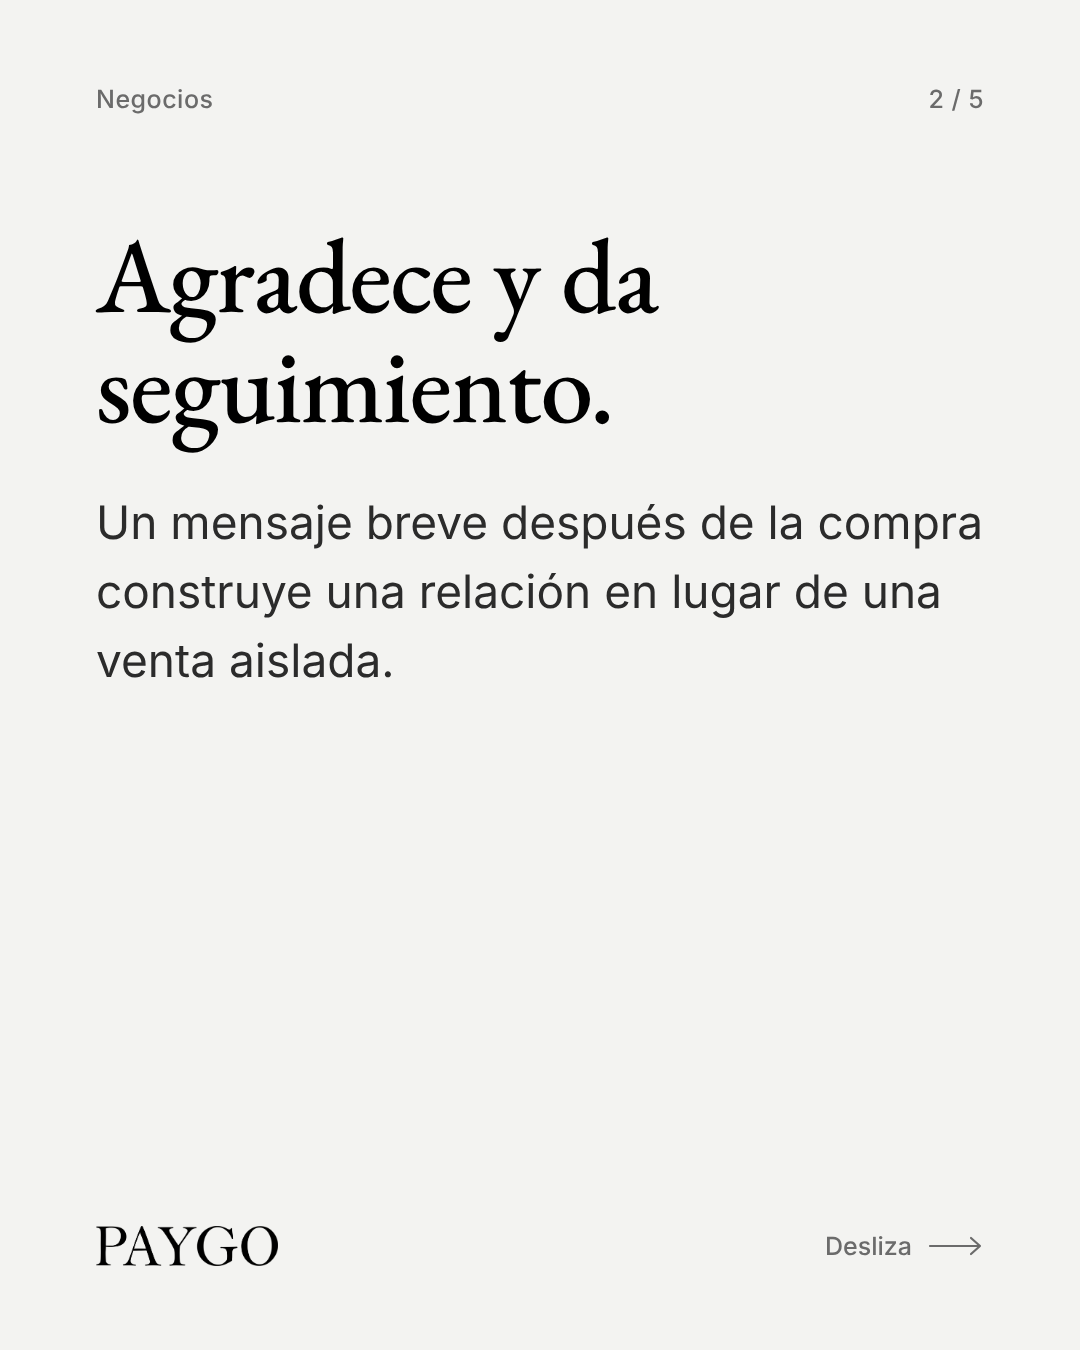 Negocios
2 / 5
Agradece y da
seguimiento.
Un mensaje breve después de la compra
construye una relación en lugar de una
venta aislada.
PAYGO
Desliza